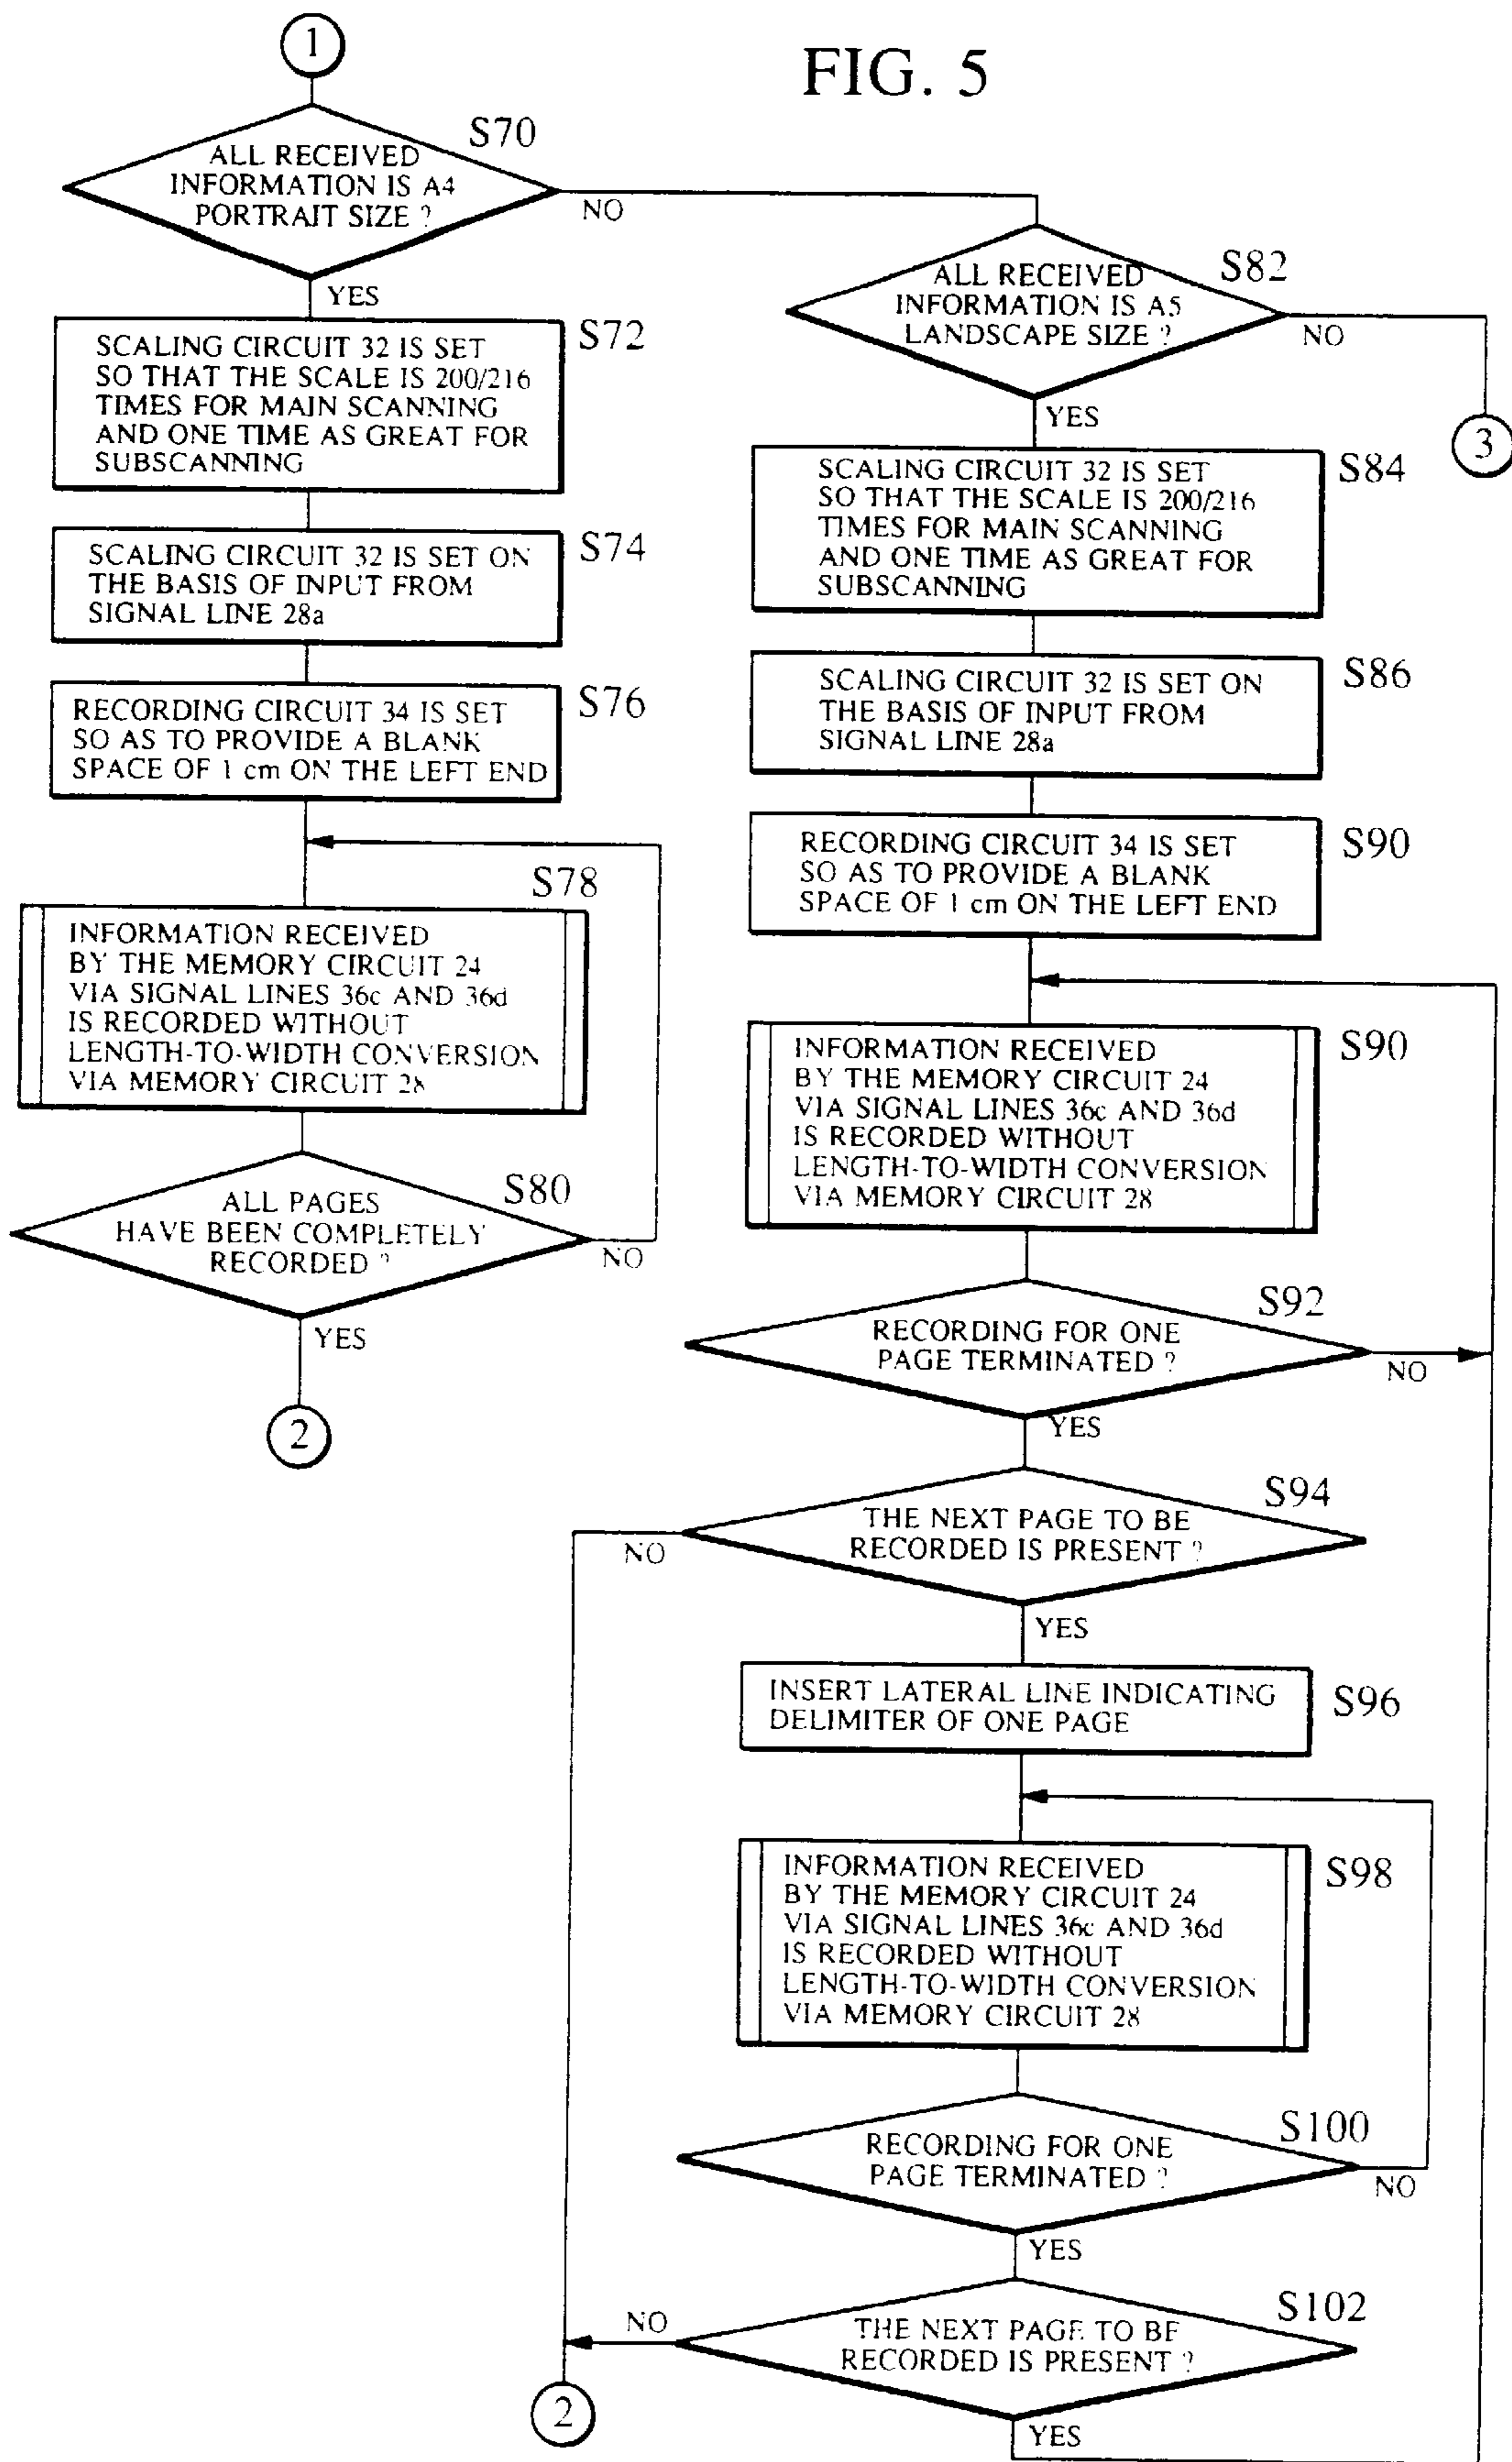 FIG. 5
1
S70
ALL RECEIVED
INFORMATION IS A4
PORTRAIT SIZE ?
NO
YES
S72
SCALING CIRCUIT 32 IS SET
SO THAT THE SCALE IS 200/216
TIMES FOR MAIN SCANNING
AND ONE TIME AS GREAT FOR
SUBSCANNING
S74
SCALING CIRCUIT 32 IS SET ON
THE BASIS OF INPUT FROM
SIGNAL LINE 28a
S76
RECORDING CIRCUIT 34 IS SET
SO AS TO PROVIDE A BLANK
SPACE OF 1 cm ON THE LEFT END
S78
INFORMATION RECEIVED
BY THE MEMORY CIRCUIT 24
VIA SIGNAL LINES 36c AND 36d
IS RECORDED WITHOUT
LENGTH-TO-WIDTH CONVERSION
VIA MEMORY CIRCUIT 28
S80
ALL PAGES
HAVE BEEN COMPLETELY
RECORDED ?
NO
YES
2
S82
ALL RECEIVED
INFORMATION IS A5
LANDSCAPE SIZE ?
NO
3
YES
S84
SCALING CIRCUIT 32 IS SET
SO THAT THE SCALE IS 200/216
TIMES FOR MAIN SCANNING
AND ONE TIME AS GREAT FOR
SUBSCANNING
S86
SCALING CIRCUIT 32 IS SET ON
THE BASIS OF INPUT FROM
SIGNAL LINE 28a
S90
RECORDING CIRCUIT 34 IS SET
SO AS TO PROVIDE A BLANK
SPACE OF 1 cm ON THE LEFT END
S90
INFORMATION RECEIVED
BY THE MEMORY CIRCUIT 24
VIA SIGNAL LINES 36c AND 36d
IS RECORDED WITHOUT
LENGTH-TO-WIDTH CONVERSION
VIA MEMORY CIRCUIT 28
S92
RECORDING FOR ONE
PAGE TERMINATED ?
NO
YES
S94
THE NEXT PAGE TO BE
RECORDED IS PRESENT ?
NO
YES
S96
INSERT LATERAL LINE INDICATING
DELIMITER OF ONE PAGE
S98
INFORMATION RECEIVED
BY THE MEMORY CIRCUIT 24
VIA SIGNAL LINES 36c AND 36d
IS RECORDED WITHOUT
LENGTH-TO-WIDTH CONVERSION
VIA MEMORY CIRCUIT 28
S100
RECORDING FOR ONE
PAGE TERMINATED ?
NO
YES
S102
THE NEXT PAGE TO BE
RECORDED IS PRESENT ?
NO
2
YES